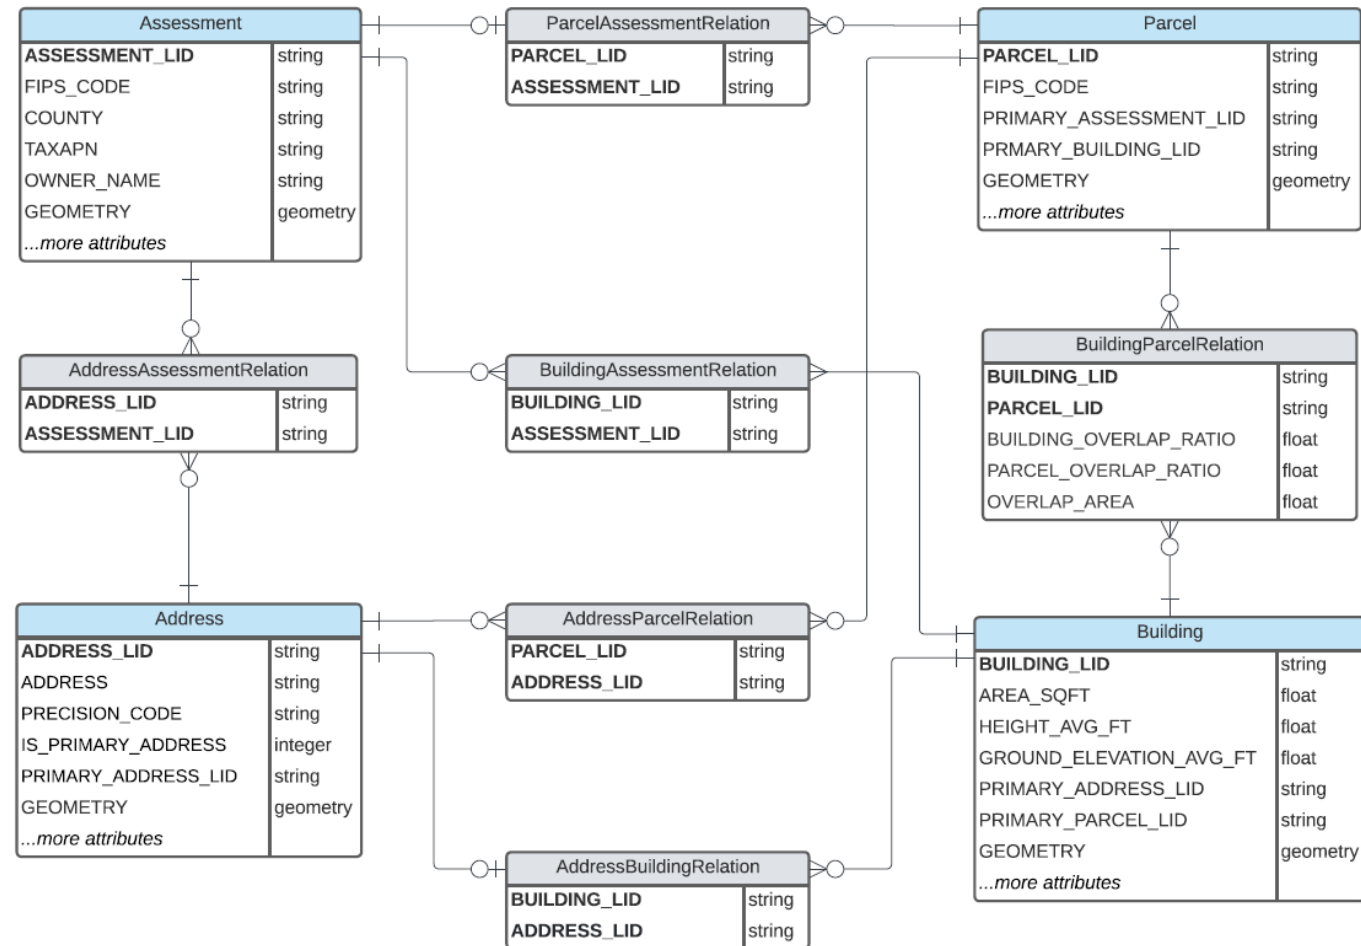 Assessment
ASSESSMENT_LID string
FIPS_CODE string
COUNTY string
TAXAPN string
OWNER_NAME string
GEOMETRY geometry
...more attributes
ParcelAssessmentRelation
PARCEL_LID string
ASSESSMENT_LID string
Parcel
PARCEL_LID string
FIPS_CODE string
PRIMARY_ASSESSMENT_LID string
PRMARY_BUILDING_LID string
GEOMETRY geometry
...more attributes
AddressAssessmentRelation
ADDRESS_LID string
ASSESSMENT_LID string
BuildingAssessmentRelation
BUILDING_LID string
ASSESSMENT_LID string
BuildingParcelRelation
BUILDING_LID string
PARCEL_LID string
BUILDING_OVERLAP_RATIO float
PARCEL_OVERLAP_RATIO float
OVERLAP_AREA float
Address
ADDRESS_LID string
ADDRESS string
PRECISION_CODE string
IS_PRIMARY_ADDRESS integer
PRIMARY_ADDRESS_LID string
GEOMETRY geometry
...more attributes
AddressParcelRelation
PARCEL_LID string
ADDRESS_LID string
Building
BUILDING_LID string
AREA_SQFT float
HEIGHT_AVG_FT float
GROUND_ELEVATION_AVG_FT float
PRIMARY_ADDRESS_LID string
PRIMARY_PARCEL_LID string
GEOMETRY geometry
...more attributes
AddressBuildingRelation
BUILDING_LID string
ADDRESS_LID string